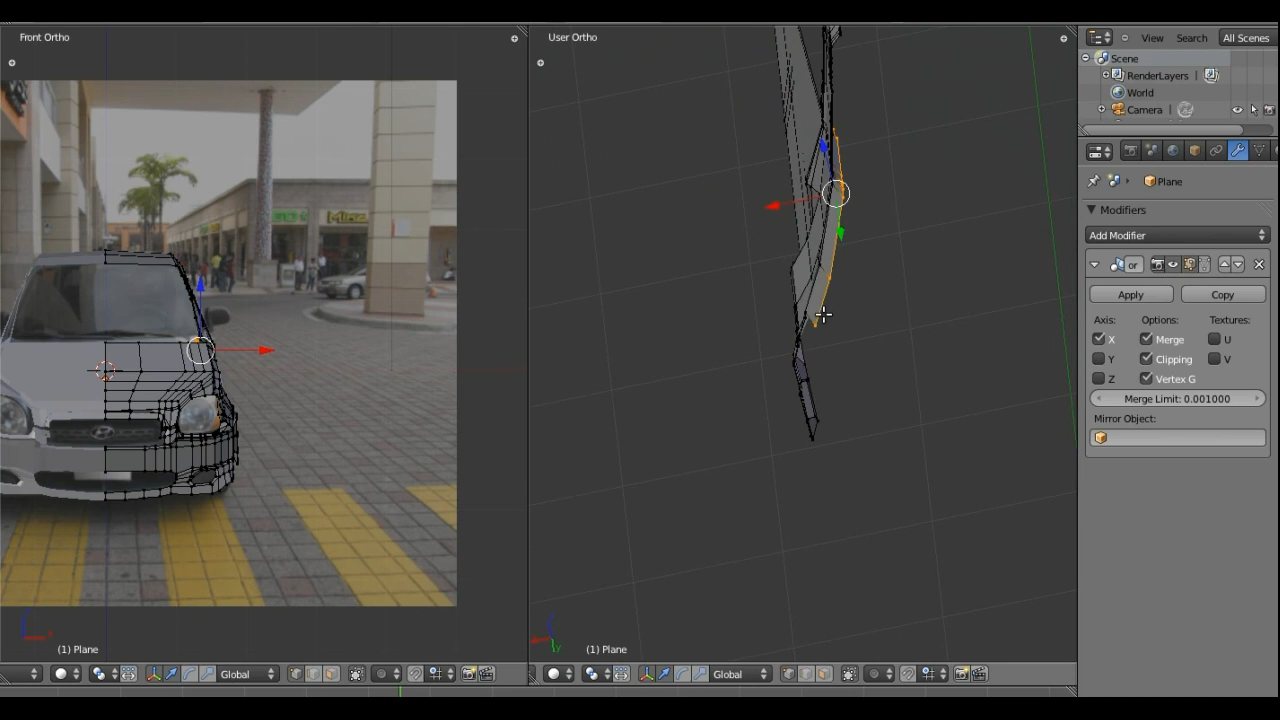 Front Ortho
User Ortho
View Search All Scenes
Scene
RenderLayers
World
Camera
Plane
Modifiers
Add Modifier
or
Apply Copy
Axis: Options: Textures:
X Merge U
Y Clipping V
Z Vertex G
Merge Limit: 0.001000
Mirror Object:
(1) Plane
(1) Plane
Global
Global